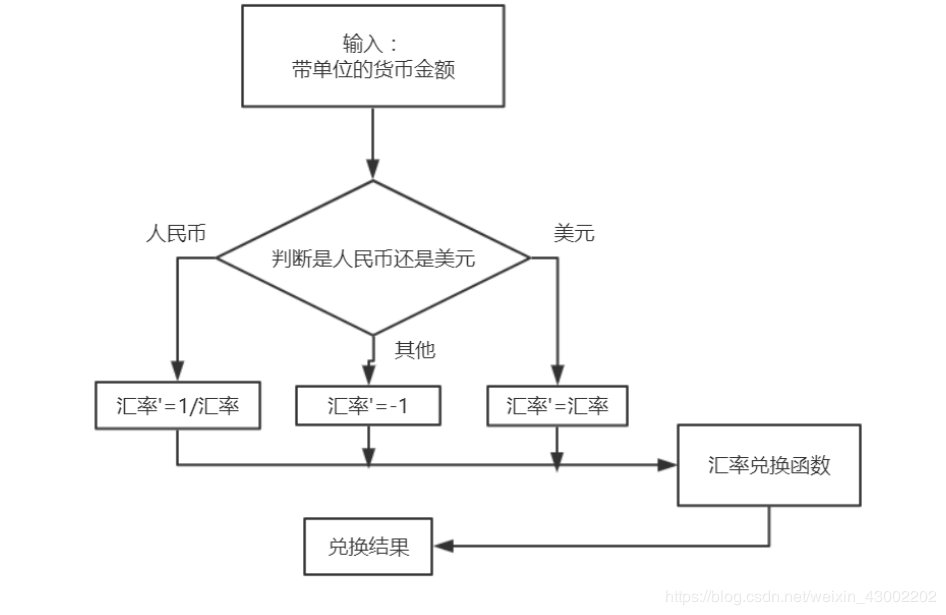 输入：
带单位的货币金额
人民币
美元
判断是人民币还是美元
其他
汇率'=1/汇率
汇率'=-1
汇率'=汇率
汇率兑换函数
兑换结果
https://blog.csdn.net/weixin_43002202